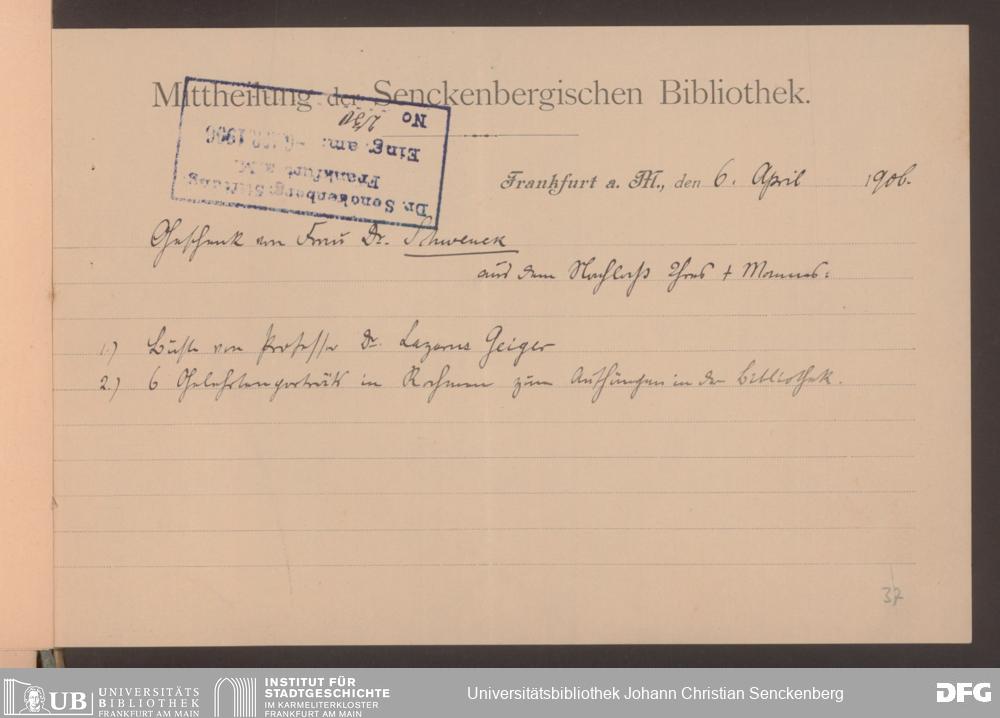 Mittheilung der Senckenbergischen Bibliothek.
Dr. Senckenberg. Stiftung.
Frankfurt a. M.
Eing. am: -6. 1906
No 230
Frankfurt a. M., den 6. April 1906.
Geschenk von Frau Dr. Schwenck
aus dem Nachlaß Ihres + Mannes:
1.) Büste von Professor Dr. Lazarus Geiger
2.) 6 Gelehrtenporträts in Rahmen zum Aufhängen in der Bibliothek.
37
UB UNIVERSITÄTS
BIBLIOTHEK
FRANKFURT AM MAIN
INSTITUT FÜR
STADTGESCHICHTE
IM KARMELITERKLOSTER
FRANKFURT AM MAIN
Universitätsbibliothek Johann Christian Senckenberg
DFG